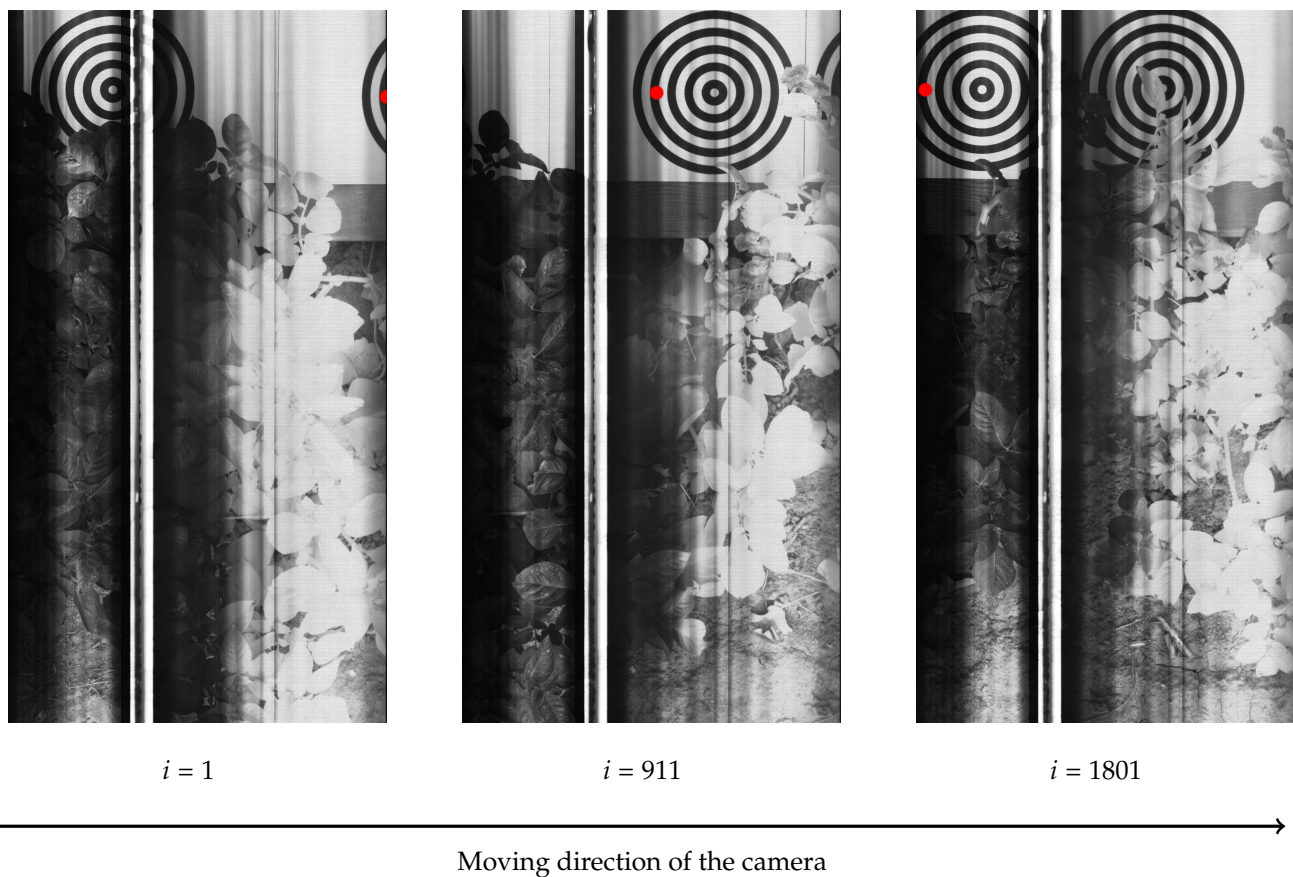 i = 1
i = 911
i = 1801
Moving direction of the camera